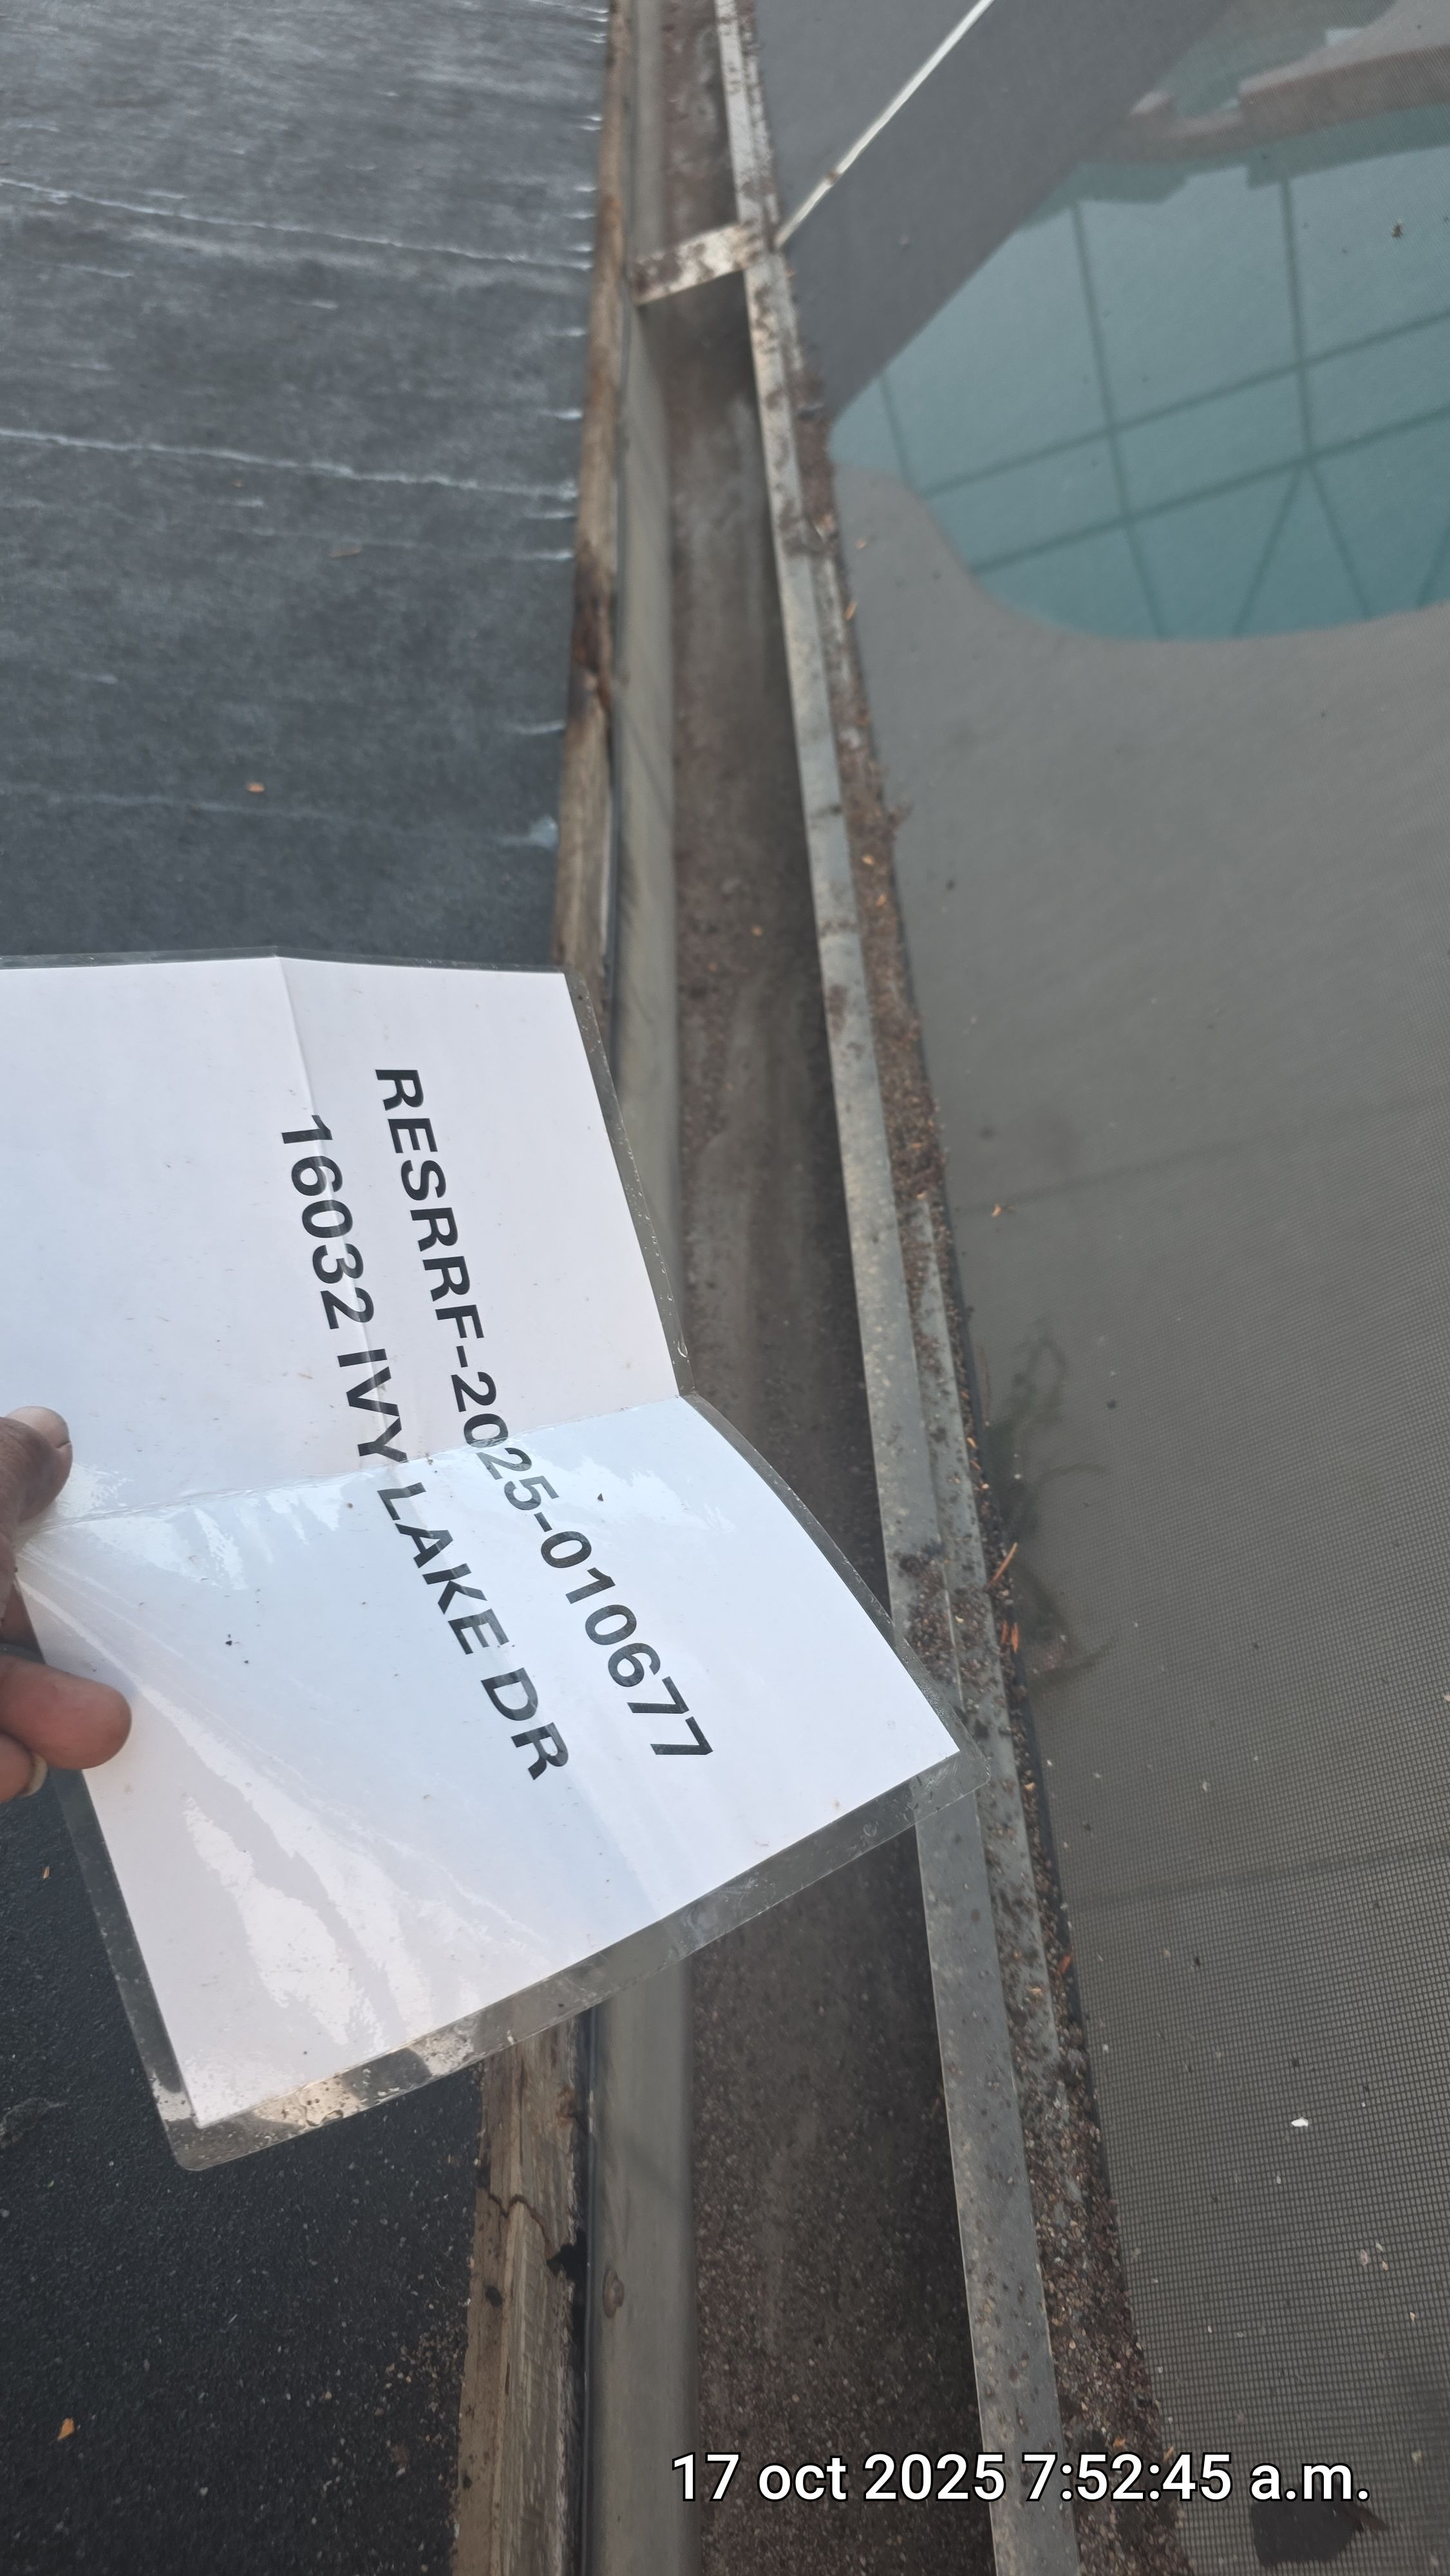 RESRRF-2025-010677
16032 IVY LAKE DR
17 oct 2025 7:52:45 a.m.